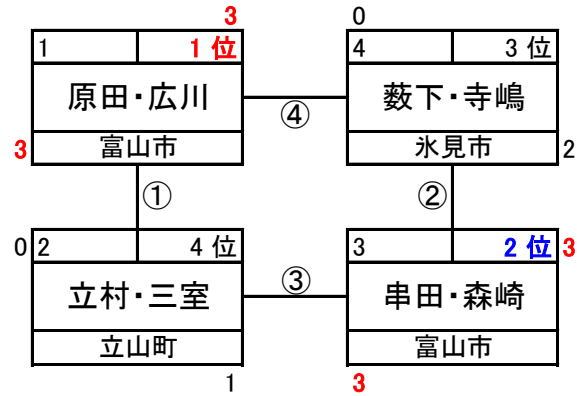 3 0
1 1 位 4 3 位
原田・広川 薮下・寺嶋
④
3 富山市 氷見市 2
① ②
0 2 4 位 3 2 位 3
立村・三室 ③ 串田・森崎
立山町 富山市
1 3